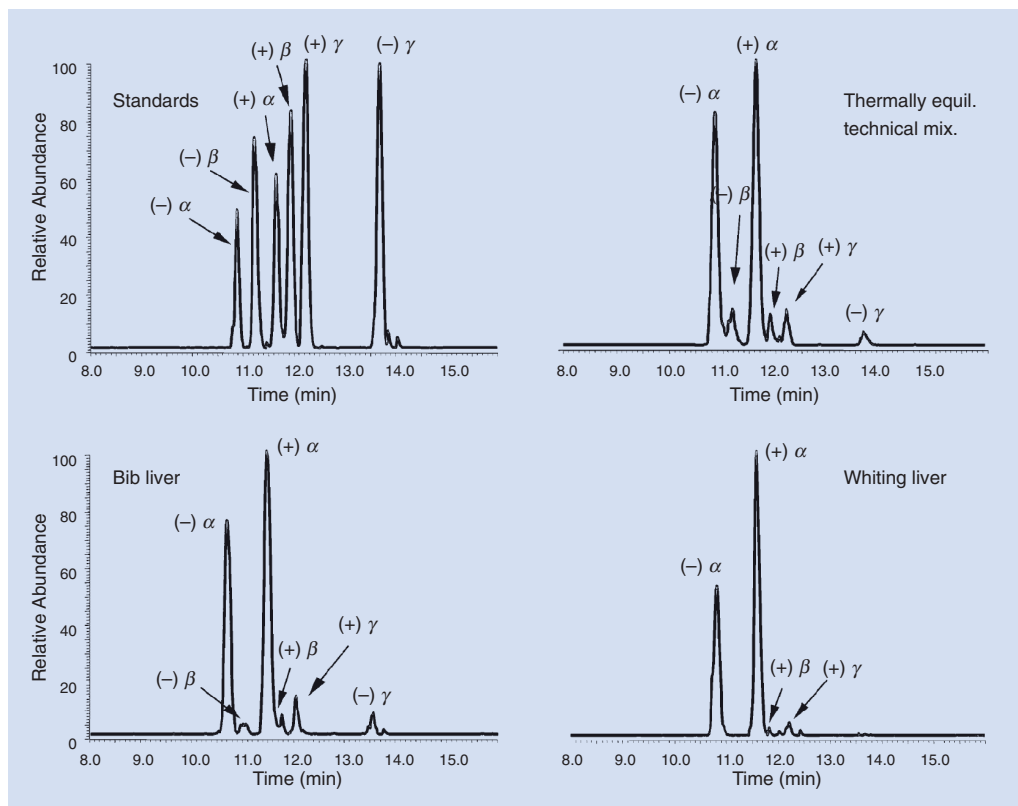 Standards
(–) α
(–) β
(+) α
(+) β
(+) γ
(–) γ
Relative Abundance
100
80
60
40
20
0
8.0 9.0 10.0 11.0 12.0 13.0 14.0 15.0
Time (min)
Thermally equil.
technical mix.
(–) α
(–) β
(+) α
(+) β
(+) γ
(–) γ
8.0 9.0 10.0 11.0 12.0 13.0 14.0 15.0
Time (min)
Bib liver
(–) α
(–) β
(+) α
(+) β
(+) γ
(–) γ
Relative Abundance
100
80
60
40
20
0
8.0 9.0 10.0 11.0 12.0 13.0 14.0 15.0
Time (min)
Whiting liver
(–) α
(+) α
(+) β
(+) γ
8.0 9.0 10.0 11.0 12.0 13.0 14.0 15.0
Time (min)